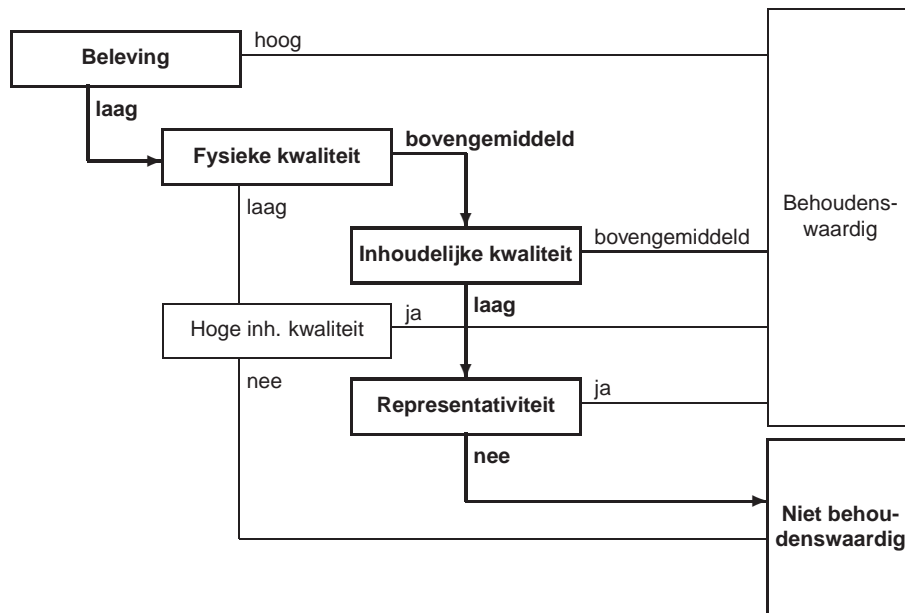 hoog
Beleving
laag
bovengemiddeld
Fysieke kwaliteit
laag
Behoudens-
waardig
bovengemiddeld
Inhoudelijke kwaliteit
laag
ja
Hoge inh. kwaliteit
nee
ja
Representativiteit
nee
Niet behou-
denswaardig